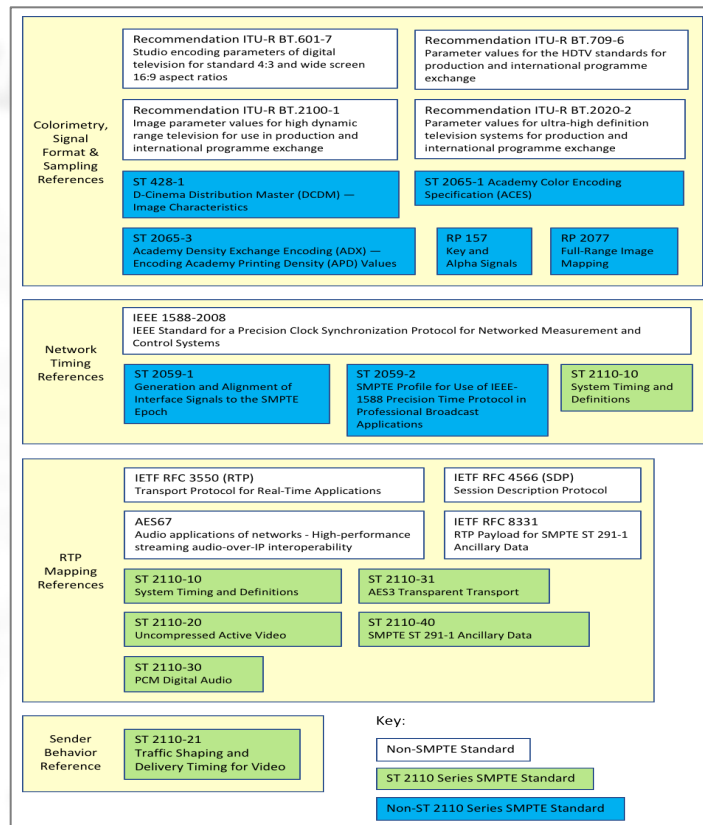 Colorimetry,
Signal
Format &
Sampling
References
Recommendation ITU-R BT.601-7
Studio encoding parameters of digital
television for standard 4:3 and wide screen
16:9 aspect ratios
Recommendation ITU-R BT.709-6
Parameter values for the HDTV standards for
production and international programme
exchange
Recommendation ITU-R BT.2100-1
Image parameter values for high dynamic
range television for use in production and
international programme exchange
Recommendation ITU-R BT.2020-2
Parameter values for ultra-high definition
television systems for production and
international programme exchange
ST 428-1
D-Cinema Distribution Master (DCDM) —
Image Characteristics
ST 2065-1 Academy Color Encoding
Specification (ACES)
ST 2065-3
Academy Density Exchange Encoding (ADX) —
Encoding Academy Printing Density (APD) Values
RP 157
Key and
Alpha Signals
RP 2077
Full-Range Image
Mapping
Network
Timing
References
IEEE 1588-2008
IEEE Standard for a Precision Clock Synchronization Protocol for Networked Measurement and
Control Systems
ST 2059-1
Generation and Alignment of
Interface Signals to the SMPTE
Epoch
ST 2059-2
SMPTE Profile for Use of IEEE-
1588 Precision Time Protocol in
Professional Broadcast
Applications
ST 2110-10
System Timing and
Definitions
RTP
Mapping
References
IETF RFC 3550 (RTP)
Transport Protocol for Real-Time Applications
IETF RFC 4566 (SDP)
Session Description Protocol
AES67
Audio applications of networks - High-performance
streaming audio-over-IP interoperability
IETF RFC 8331
RTP Payload for SMPTE ST 291-1
Ancillary Data
ST 2110-10
System Timing and Definitions
ST 2110-31
AES3 Transparent Transport
ST 2110-20
Uncompressed Active Video
ST 2110-40
SMPTE ST 291-1 Ancillary Data
ST 2110-30
PCM Digital Audio
Sender
Behavior
Reference
ST 2110-21
Traffic Shaping and
Delivery Timing for Video
Key:
Non-SMPTE Standard
ST 2110 Series SMPTE Standard
Non-ST 2110 Series SMPTE Standard